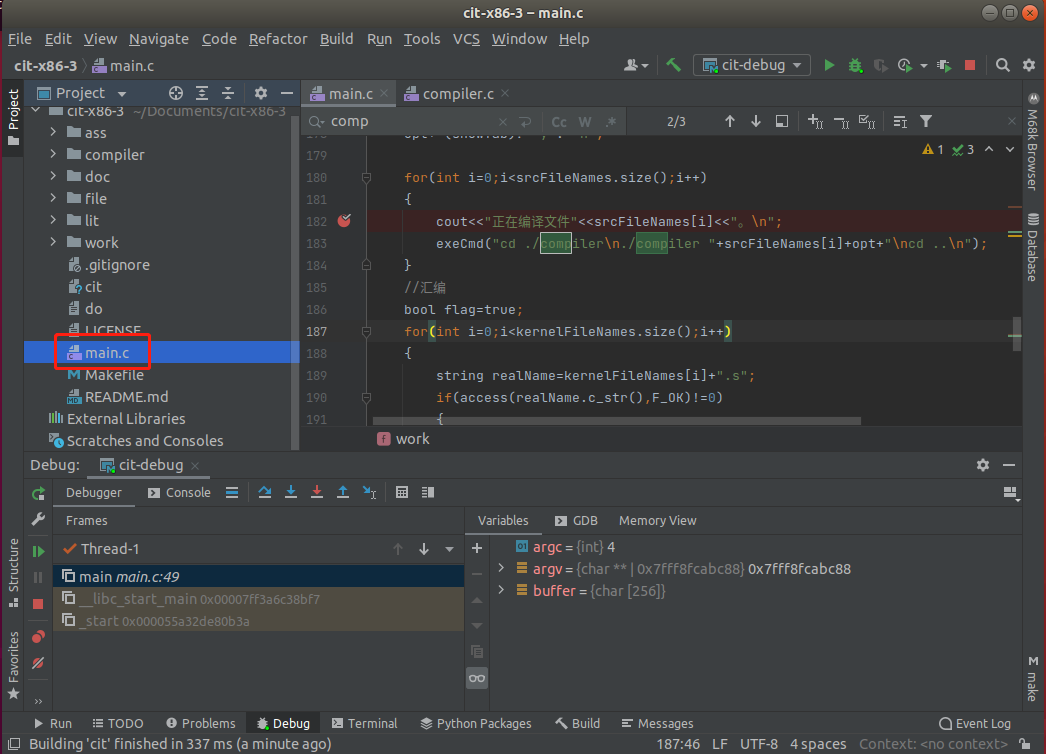 cit-x86-3 – main.c
File Edit View Navigate Code Refactor Build Run Tools VCS Window Help
cit-x86-3 main.c
cit-debug
Project
Project
main.c
compiler.c
cit-x86-3 ~/Documents/cit-x86-3
ass
compiler
doc
file
lit
work
.gitignore
cit
do
LICENSE
main.c
Makefile
README.md
External Libraries
Scratches and Consoles
comp
Cc W .*
2/3
1 3
179
180 for(int i=0;i<srcFileNames.size();i++)
181 {
182 cout<<"正在编译文件"<<srcFileNames[i]<<"。\n";
183 exeCmd("cd ./compiler\n./compiler "+srcFileNames[i]+opt+"\ncd ..\n");
184 }
185 //汇编
186 bool flag=true;
187 for(int i=0;i<kernelFileNames.size();i++)
188 {
189 string realName=kernelFileNames[i]+".s";
190 if(access(realName.c_str(),F_OK)!=0)
191 {
f work
M68k Browser
Database
Debug: cit-debug
Debugger Console
Frames
Thread-1
main main.c:49
__libc_start_main 0x00007ff3a6c38bf7
_start 0x000055a32de80b3a
Variables GDB Memory View
argc = {int} 4
argv = {char ** | 0x7fff8fcabc88} 0x7fff8fcabc88
buffer = {char [256]}
Structure
Favorites
make
Run TODO Problems Debug Terminal Python Packages Build Messages Event Log
Building 'cit' finished in 337 ms (a minute ago)
187:46 LF UTF-8 4 spaces Context: <no context>